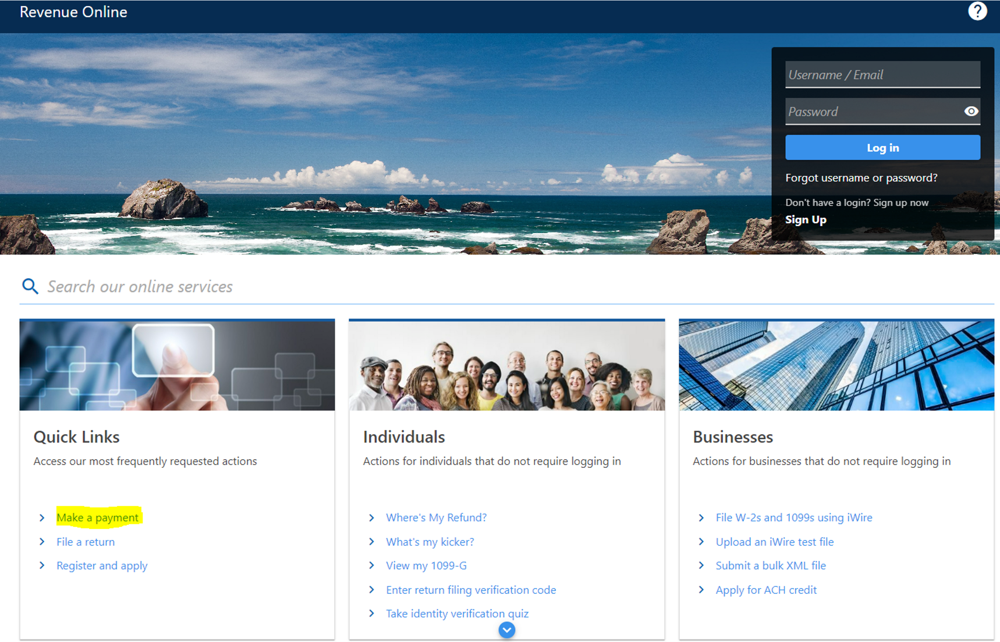 Revenue Online
?
Username / Email
Password
Log in
Forgot username or password?
Don't have a login? Sign up now
Sign Up
Search our online services
Quick Links
Access our most frequently requested actions
Make a payment
File a return
Register and apply
Individuals
Actions for individuals that do not require logging in
Where's My Refund?
What's my kicker?
View my 1099-G
Enter return filing verification code
Take identity verification quiz
Businesses
Actions for businesses that do not require logging in
File W-2s and 1099s using iWire
Upload an iWire test file
Submit a bulk XML file
Apply for ACH credit